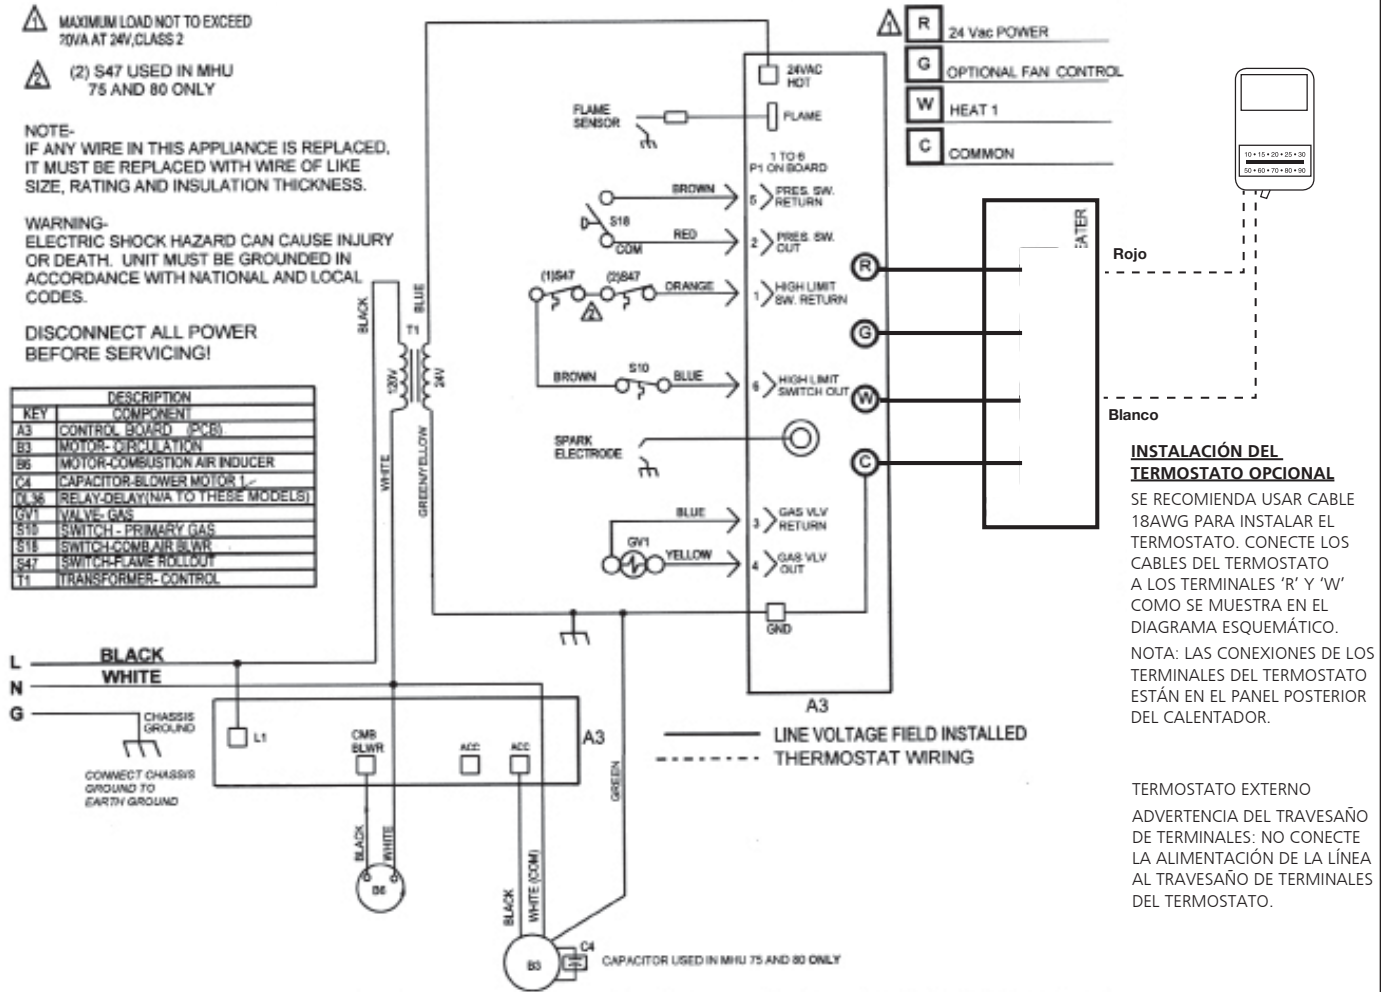 1
MAXIMUM LOAD NOT TO EXCEED
20VA AT 24V, CLASS 2
2
(2) S47 USED IN MHU
75 AND 80 ONLY
NOTE-
IF ANY WIRE IN THIS APPLIANCE IS REPLACED,
IT MUST BE REPLACED WITH WIRE OF LIKE
SIZE, RATING AND INSULATION THICKNESS.
WARNING-
ELECTRIC SHOCK HAZARD CAN CAUSE INJURY
OR DEATH. UNIT MUST BE GROUNDED IN
ACCORDANCE WITH NATIONAL AND LOCAL
CODES.
DISCONNECT ALL POWER
BEFORE SERVICING!
DESCRIPTION
KEY COMPONENT
A3 CONTROL BOARD (PCB)
B3 MOTOR- CIRCULATION
B6 MOTOR-COMBUSTION AIR INDUCER
C4 CAPACITOR-BLOWER MOTOR 1
DL36 RELAY-DELAY(N/A TO THESE MODELS)
GV1 VALVE- GAS
S10 SWITCH - PRIMARY GAS
S18 SWITCH-COMB.AIR BLWR
S47 SWITCH-FLAME ROLLOUT
T1 TRANSFORMER- CONTROL
BLACK
BLUE
T1
120V
24V
WHITE
GREEN/YELLOW
24VAC
HOT
FLAME
SENSOR
FLAME
1 TO 6
P1 ON BOARD
BROWN
5
PRES. SW.
RETURN
S18
COM
RED
2
PRES. SW.
OUT
(1)S47
(2)S47
2
ORANGE
1
HIGH LIMIT
SW. RETURN
BROWN
S10
BLUE
6
HIGH LIMIT
SWITCH OUT
SPARK
ELECTRODE
BLUE
3
GAS VLV
RETURN
GV1
YELLOW
4
GAS VLV
OUT
GND
A3
R
G
W
C
1
R 24 Vac POWER
G OPTIONAL FAN CONTROL
W HEAT 1
C COMMON
EATER
10 • 15 • 20 • 25 • 30
50 • 60 • 70 • 80 • 90
Rojo
Blanco
INSTALACIÓN DEL
TERMOSTATO OPCIONAL
SE RECOMIENDA USAR CABLE
18AWG PARA INSTALAR EL
TERMOSTATO. CONECTE LOS
CABLES DEL TERMOSTATO
A LOS TERMINALES ‘R’ Y ‘W’
COMO SE MUESTRA EN EL
DIAGRAMA ESQUEMÁTICO.
NOTA: LAS CONEXIONES DE LOS
TERMINALES DEL TERMOSTATO
ESTÁN EN EL PANEL POSTERIOR
DEL CALENTADOR.
TERMOSTATO EXTERNO
ADVERTENCIA DEL TRAVESAÑO
DE TERMINALES: NO CONECTE
LA ALIMENTACIÓN DE LA LÍNEA
AL TRAVESAÑO DE TERMINALES
DEL TERMOSTATO.
L BLACK
N WHITE
G
CHASSIS
GROUND
CONNECT CHASSIS
GROUND TO
EARTH GROUND
L1
CMB
BLWR
ACC
ACC
A3
BLACK
WHITE
B6
BLACK
WHITE (COM)
GREEN
B3
C4
CAPACITOR USED IN MHU 75 AND 80 ONLY
LINE VOLTAGE FIELD INSTALLED
THERMOSTAT WIRING